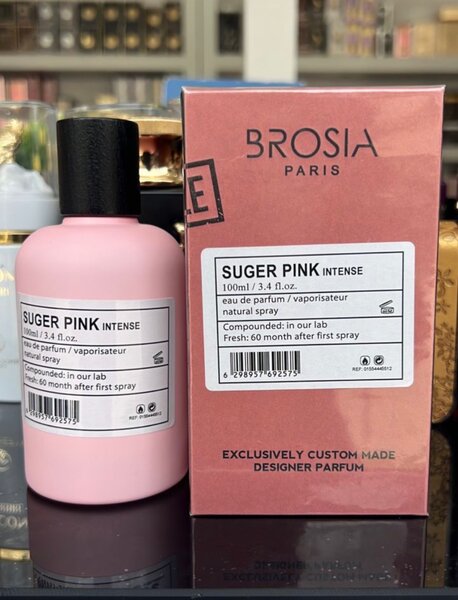 SUGER PINK INTENSE
100ml / 3.4 fl.oz.
eau de parfum / vaporisateur
natural spray
Compounded: in our lab
Fresh: 60 month after first spray
298957 692575
BROSIA
PARIS
LE
SUGER PINK INTENSE
100ml / 3.4 fl.oz.
eau de parfum / vaporisateur
natural spray
Compounded: in our lab
Fresh: 60 month after first spray
6 298957 692575
EXCLUSIVELY CUSTOM MADE
DESIGNER PARFUM